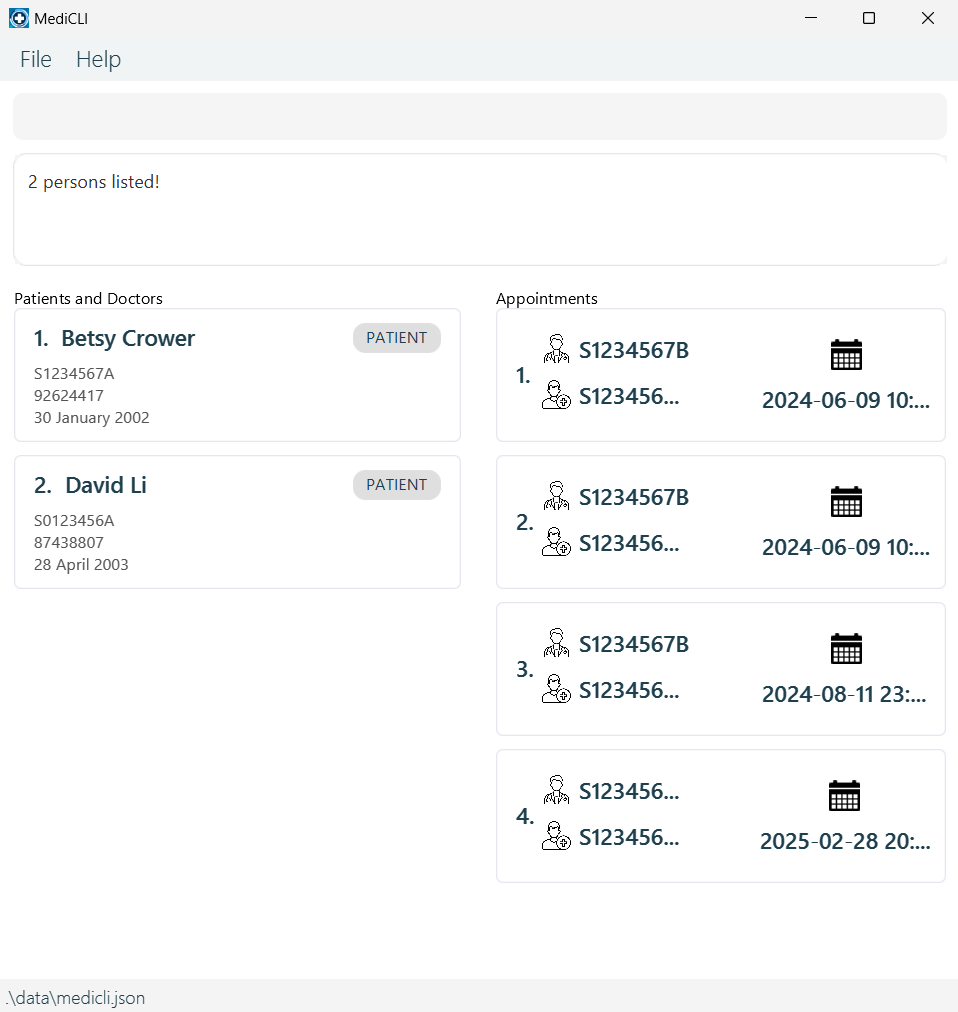 MediCLI
File Help
2 persons listed!
Patients and Doctors
1. Betsy Crower
PATIENT
S1234567A
92624417
30 January 2002
2. David Li
PATIENT
S0123456A
87438807
28 April 2003
Appointments
1.
S1234567B
S123456...
2024-06-09 10:...
2.
S1234567B
S123456...
2024-06-09 10:...
3.
S1234567B
S123456...
2024-08-11 23:...
4.
S123456...
S123456...
2025-02-28 20:...
.\data\medicli.json